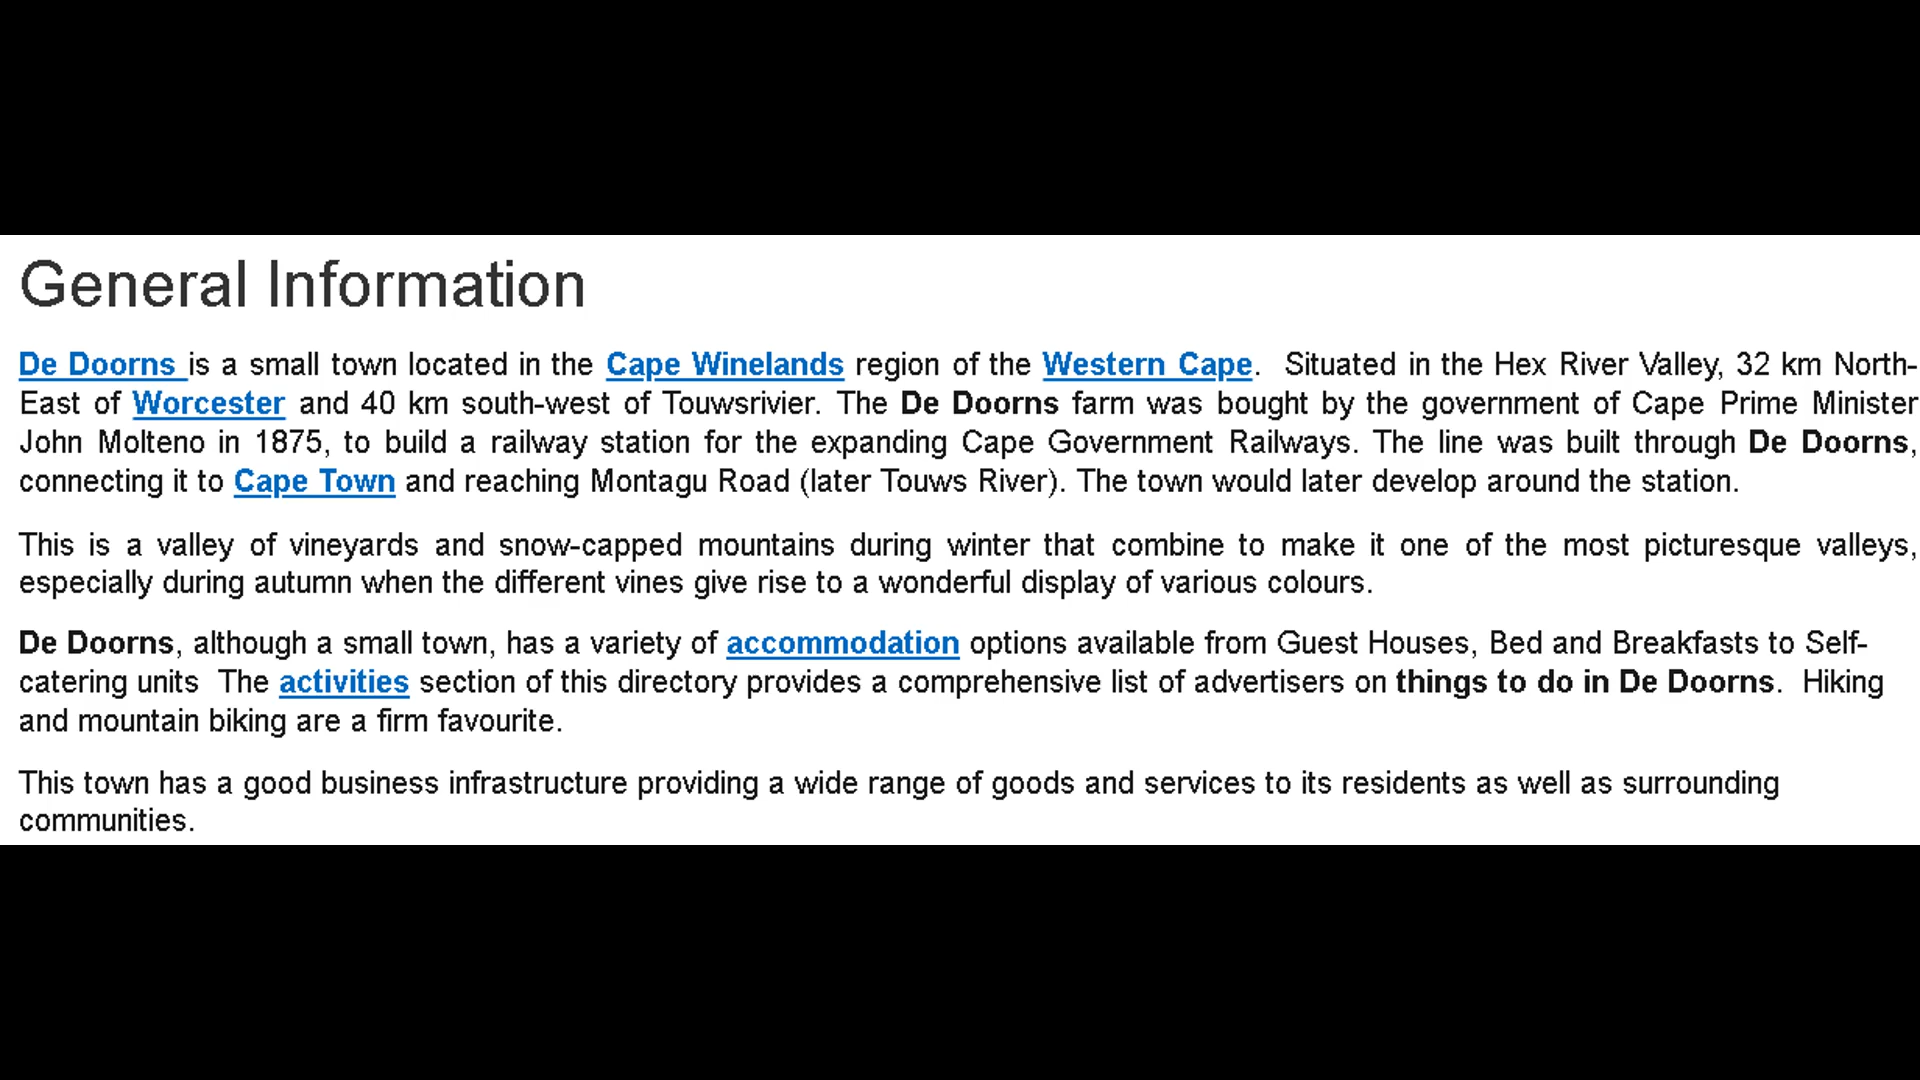 General Information
De Doorns is a small town located in the Cape Winelands region of the Western Cape.  Situated in the Hex River Valley, 32 km North-
East of Worcester and 40 km south-west of Touwsrivier. The De Doorns farm was bought by the government of Cape Prime Minister
John Molteno in 1875, to build a railway station for the expanding Cape Government Railways. The line was built through De Doorns,
connecting it to Cape Town and reaching Montagu Road (later Touws River). The town would later develop around the station.
This is a valley of vineyards and snow-capped mountains during winter that combine to make it one of the most picturesque valleys,
especially during autumn when the different vines give rise to a wonderful display of various colours.
De Doorns, although a small town, has a variety of accommodation options available from Guest Houses, Bed and Breakfasts to Self-
catering units  The activities section of this directory provides a comprehensive list of advertisers on things to do in De Doorns.  Hiking
and mountain biking are a firm favourite.
This town has a good business infrastructure providing a wide range of goods and services to its residents as well as surrounding
communities.